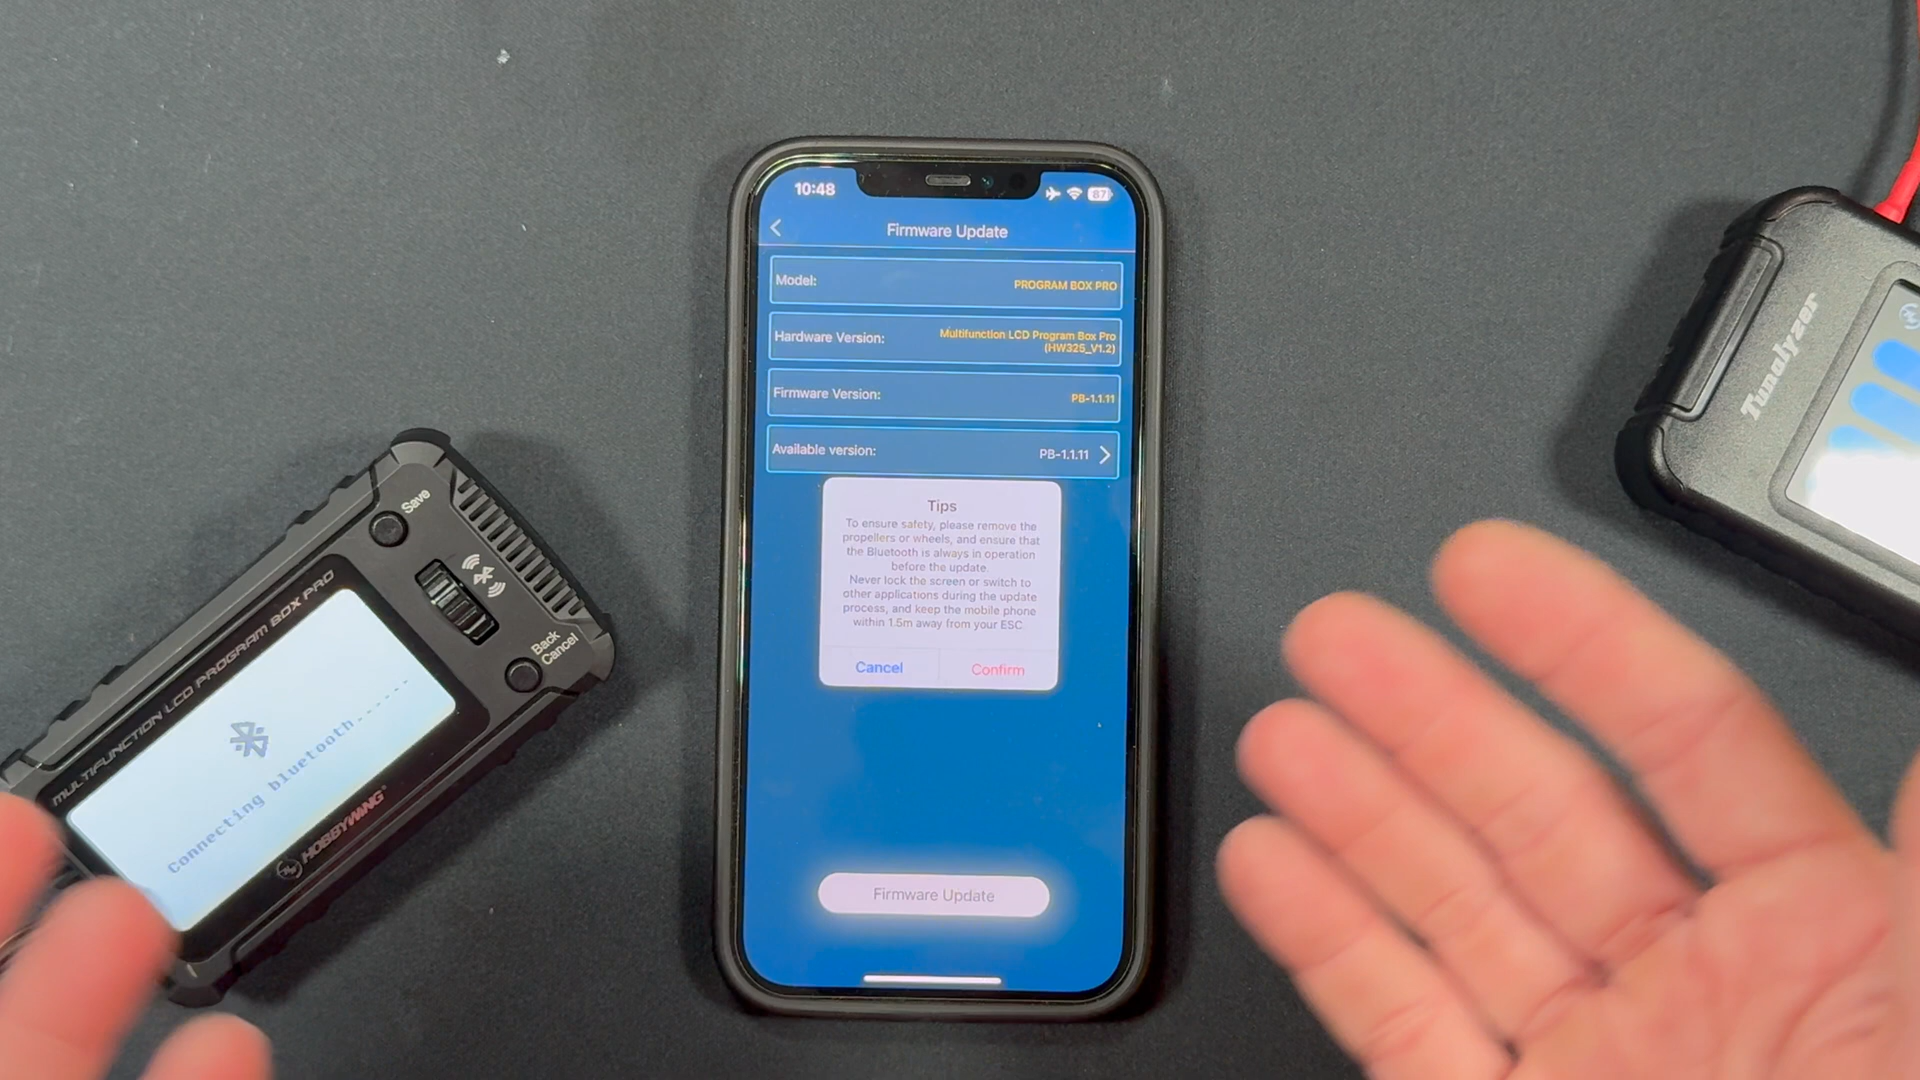 10:48
87
Firmware Update
Model:
PROGRAM BOX PRO
Hardware Version:
Multifunction LCD Program Box Pro
(HW325_V1.2)
Firmware Version:
PB-1.1.11
Available version:
PB-1.1.11
Tips
To ensure safety, please remove the
propellers or wheels, and ensure that
the Bluetooth is always in operation
before the update.
Never lock the screen or switch to
other applications during the update
process, and keep the mobile phone
within 1.5m away from your ESC
Cancel
Confirm
Firmware Update
Save
Back
Cancel
MULTIFUNCTION LCD PROGRAM BOX PRO
Connecting bluetooth......
HOBBYWING®
Tunalyzer